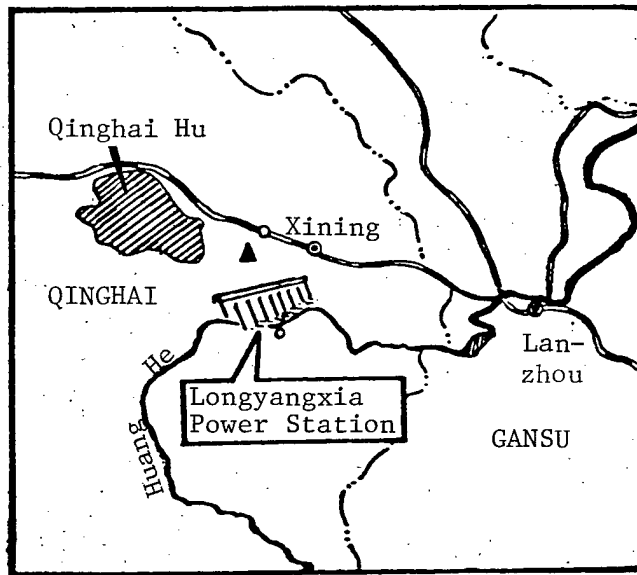 Qinghai Hu
Xining
QINGHAI
Huang He
Longyangxia
Power Station
Lan-
zhou
GANSU